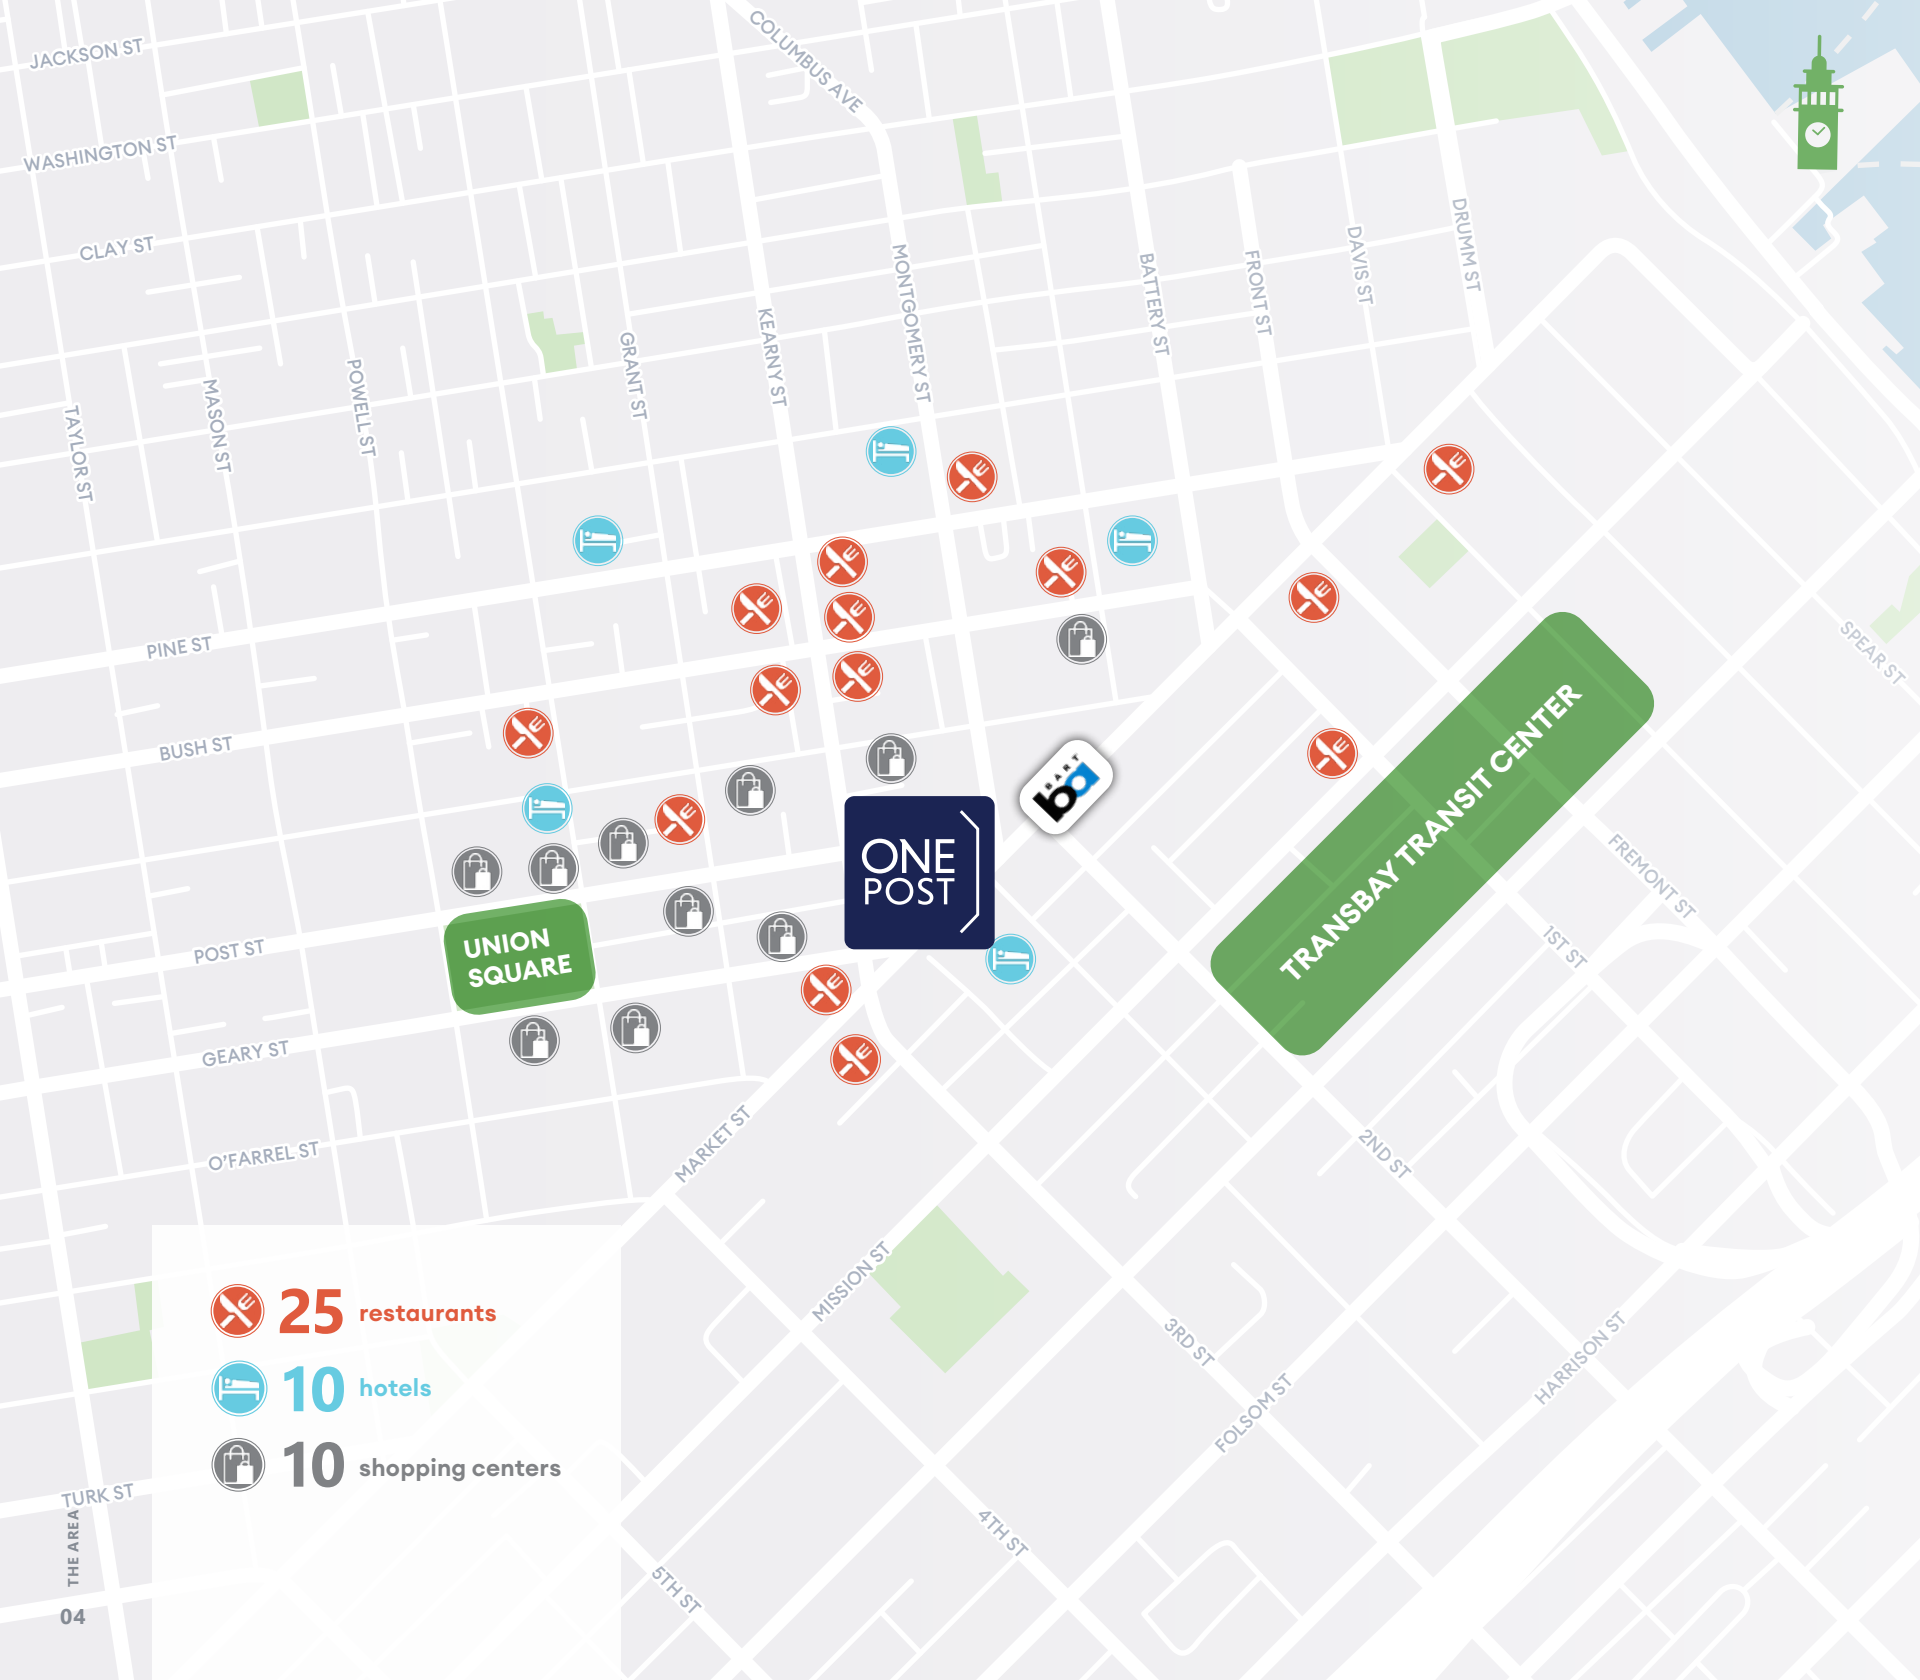 JACKSON ST
COLUMBUS AVE
WASHINGTON ST
CLAY ST
DRUMM ST
DAVIS ST
FRONT ST
BATTERY ST
MONTGOMERY ST
KEARNY ST
GRANT ST
POWELL ST
MASON ST
TAYLOR ST
PINE ST
SPEAR ST
BUSH ST
BART
ba
TRANSBAY TRANSIT CENTER
ONE
POST
FREMONT ST
1ST ST
UNION
SQUARE
POST ST
GEARY ST
MARKET ST
O'FARREL ST
2ND ST
MISSION ST
3RD ST
HARRISON ST
FOLSOM ST
25 restaurants
10 hotels
10 shopping centers
TURK ST
4TH ST
5TH ST
THE AREA
04